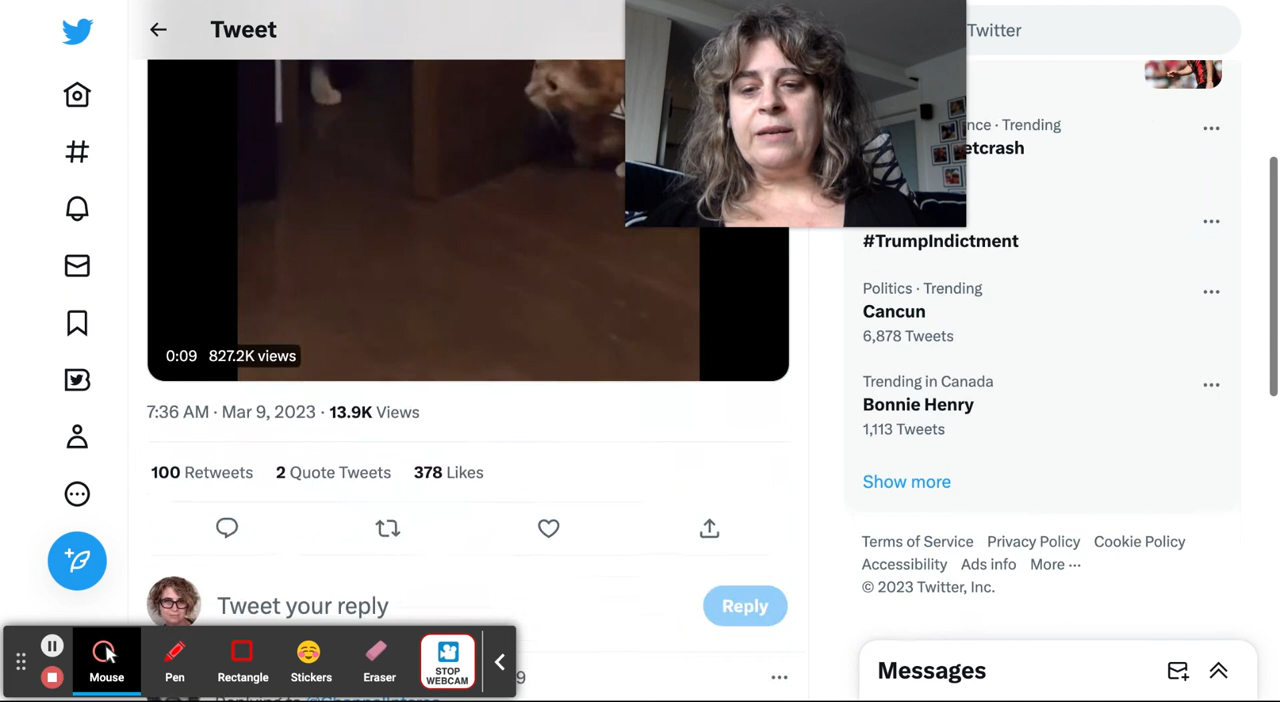 Tweet
Twitter
nce · Trending
etcrash
#TrumpIndictment
Politics · Trending
Cancun
6,878 Tweets
Trending in Canada
Bonnie Henry
1,113 Tweets
Show more
0:09 827.2K views
7:36 AM · Mar 9, 2023 · 13.9K Views
100 Retweets 2 Quote Tweets 378 Likes
Tweet your reply
Reply
Terms of Service Privacy Policy Cookie Policy
Accessibility Ads info More ···
© 2023 Twitter, Inc.
Messages
Mouse
Pen
Rectangle
Stickers
Eraser
STOP
WEBCAM
9